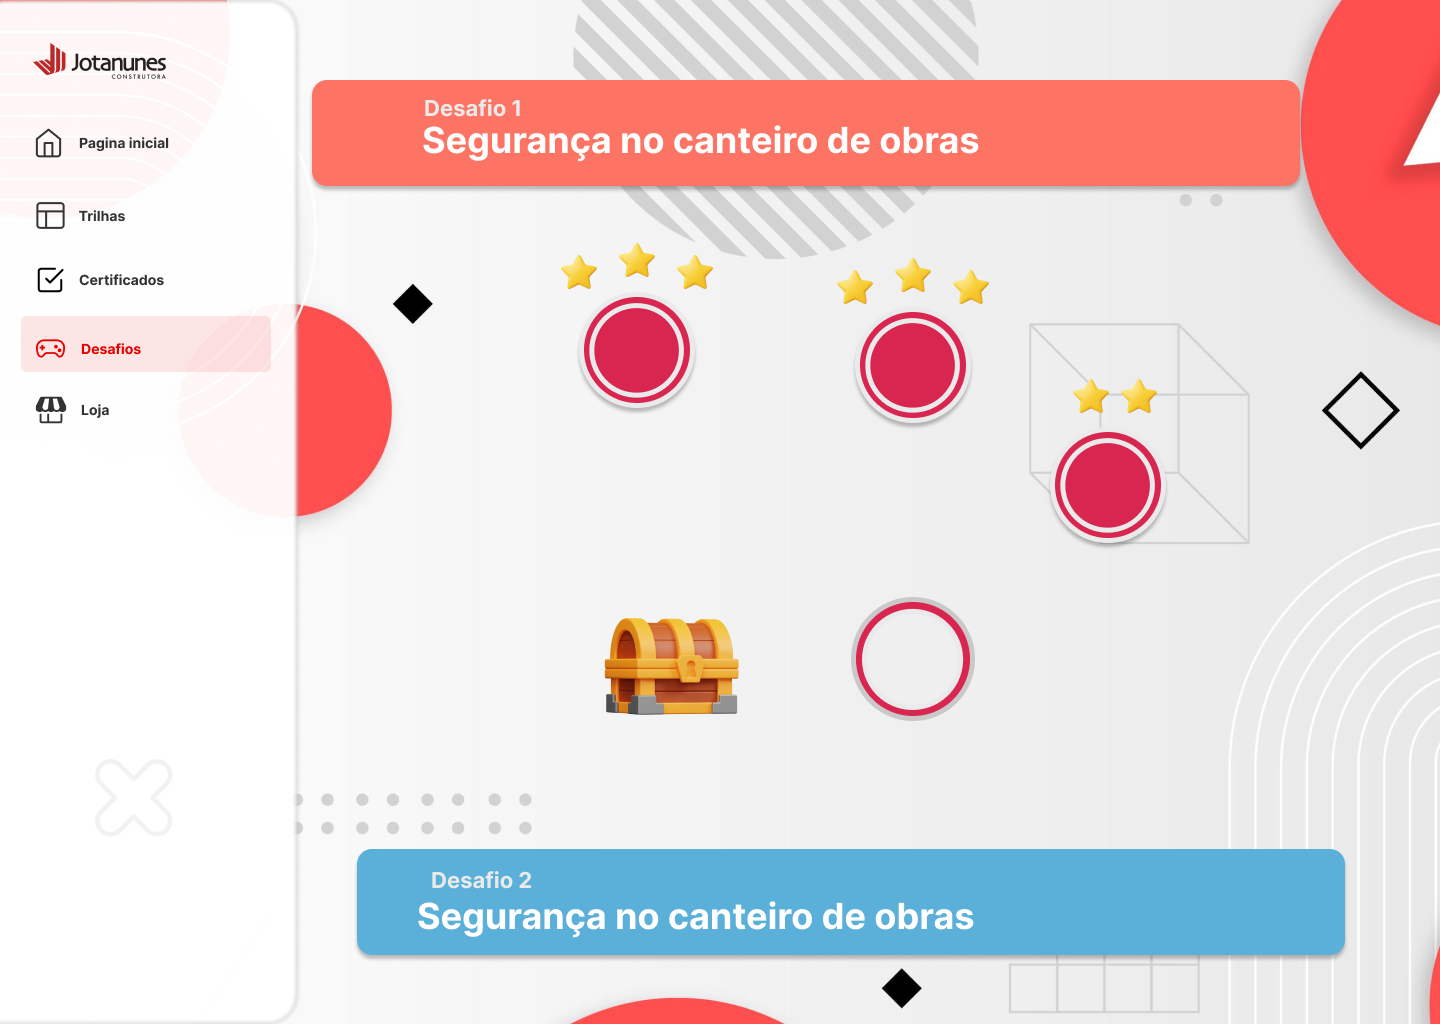 Jotanunes
CONSTRUTORA
Pagina inicial
Trilhas
Certificados
Desafios
Loja
Desafio 1
Segurança no canteiro de obras
Desafio 2
Segurança no canteiro de obras